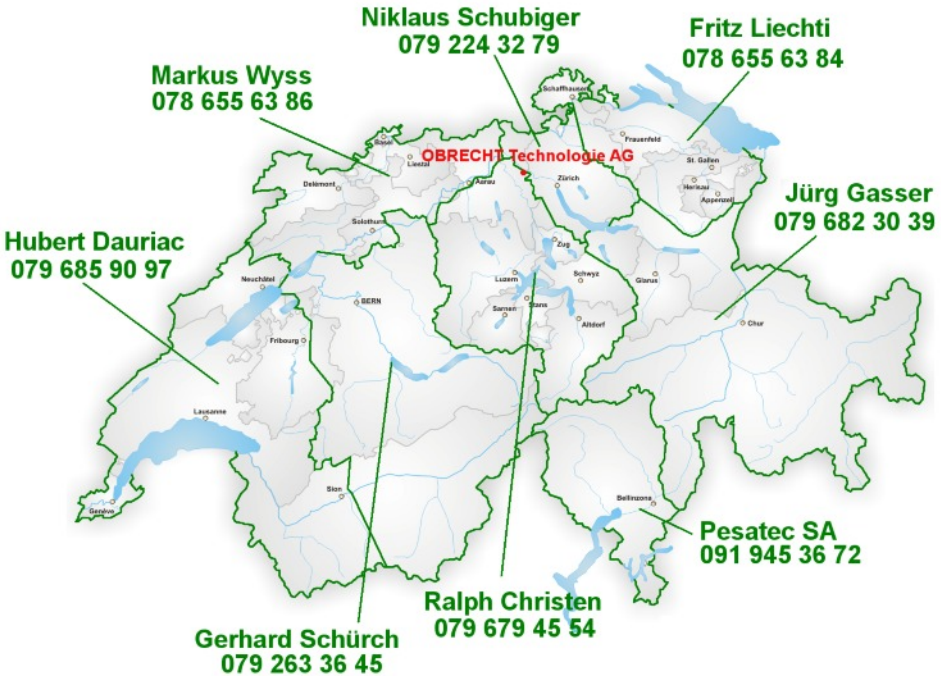 Niklaus Schubiger
079 224 32 79
Fritz Liechti
078 655 63 84
Markus Wyss
078 655 63 86
Schaffhausen
Basel
Liestal
OBRECHT Technologie AG
Frauenfeld
St. Gallen
Herisau
Appenzell
Delémont
Aarau
Zürich
Jürg Gasser
079 682 30 39
Solothurn
Hubert Dauriac
079 685 90 97
Zug
Neuchâtel
Luzern
Schwyz
Glarus
BERN
Stans
Sarnen
Altdorf
Chur
Fribourg
Lausanne
Sion
Genève
Bellinzona
Pesatec SA
091 945 36 72
Ralph Christen
079 679 45 54
Gerhard Schürch
079 263 36 45